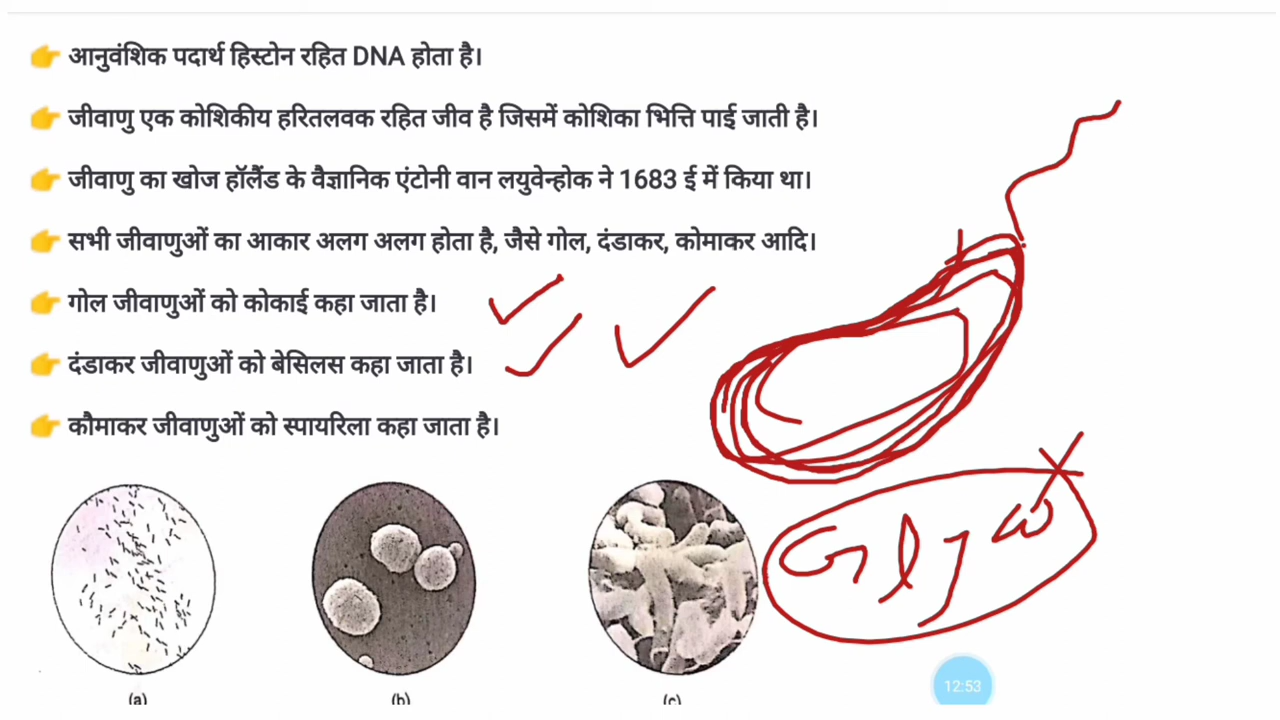 👉 आनुवंशिक पदार्थ हिस्टोन रहित DNA होता है।
👉 जीवाणु एक कोशिकीय हरितलवक रहित जीव है जिसमें कोशिका भित्ति पाई जाती है।
👉 जीवाणु का खोज हॉलैंड के वैज्ञानिक एंटोनी वान लयुवेन्होक ने 1683 ई में किया था।
👉 सभी जीवाणुओं का आकार अलग अलग होता है, जैसे गोल, दंडाकर, कोमाकर आदि।
👉 गोल जीवाणुओं को कोकाई कहा जाता है।
👉 दंडाकर जीवाणुओं को बेसिलस कहा जाता है।
👉 कौमाकर जीवाणुओं को स्पायरिला कहा जाता है।
(a) (b) (c)
12:53